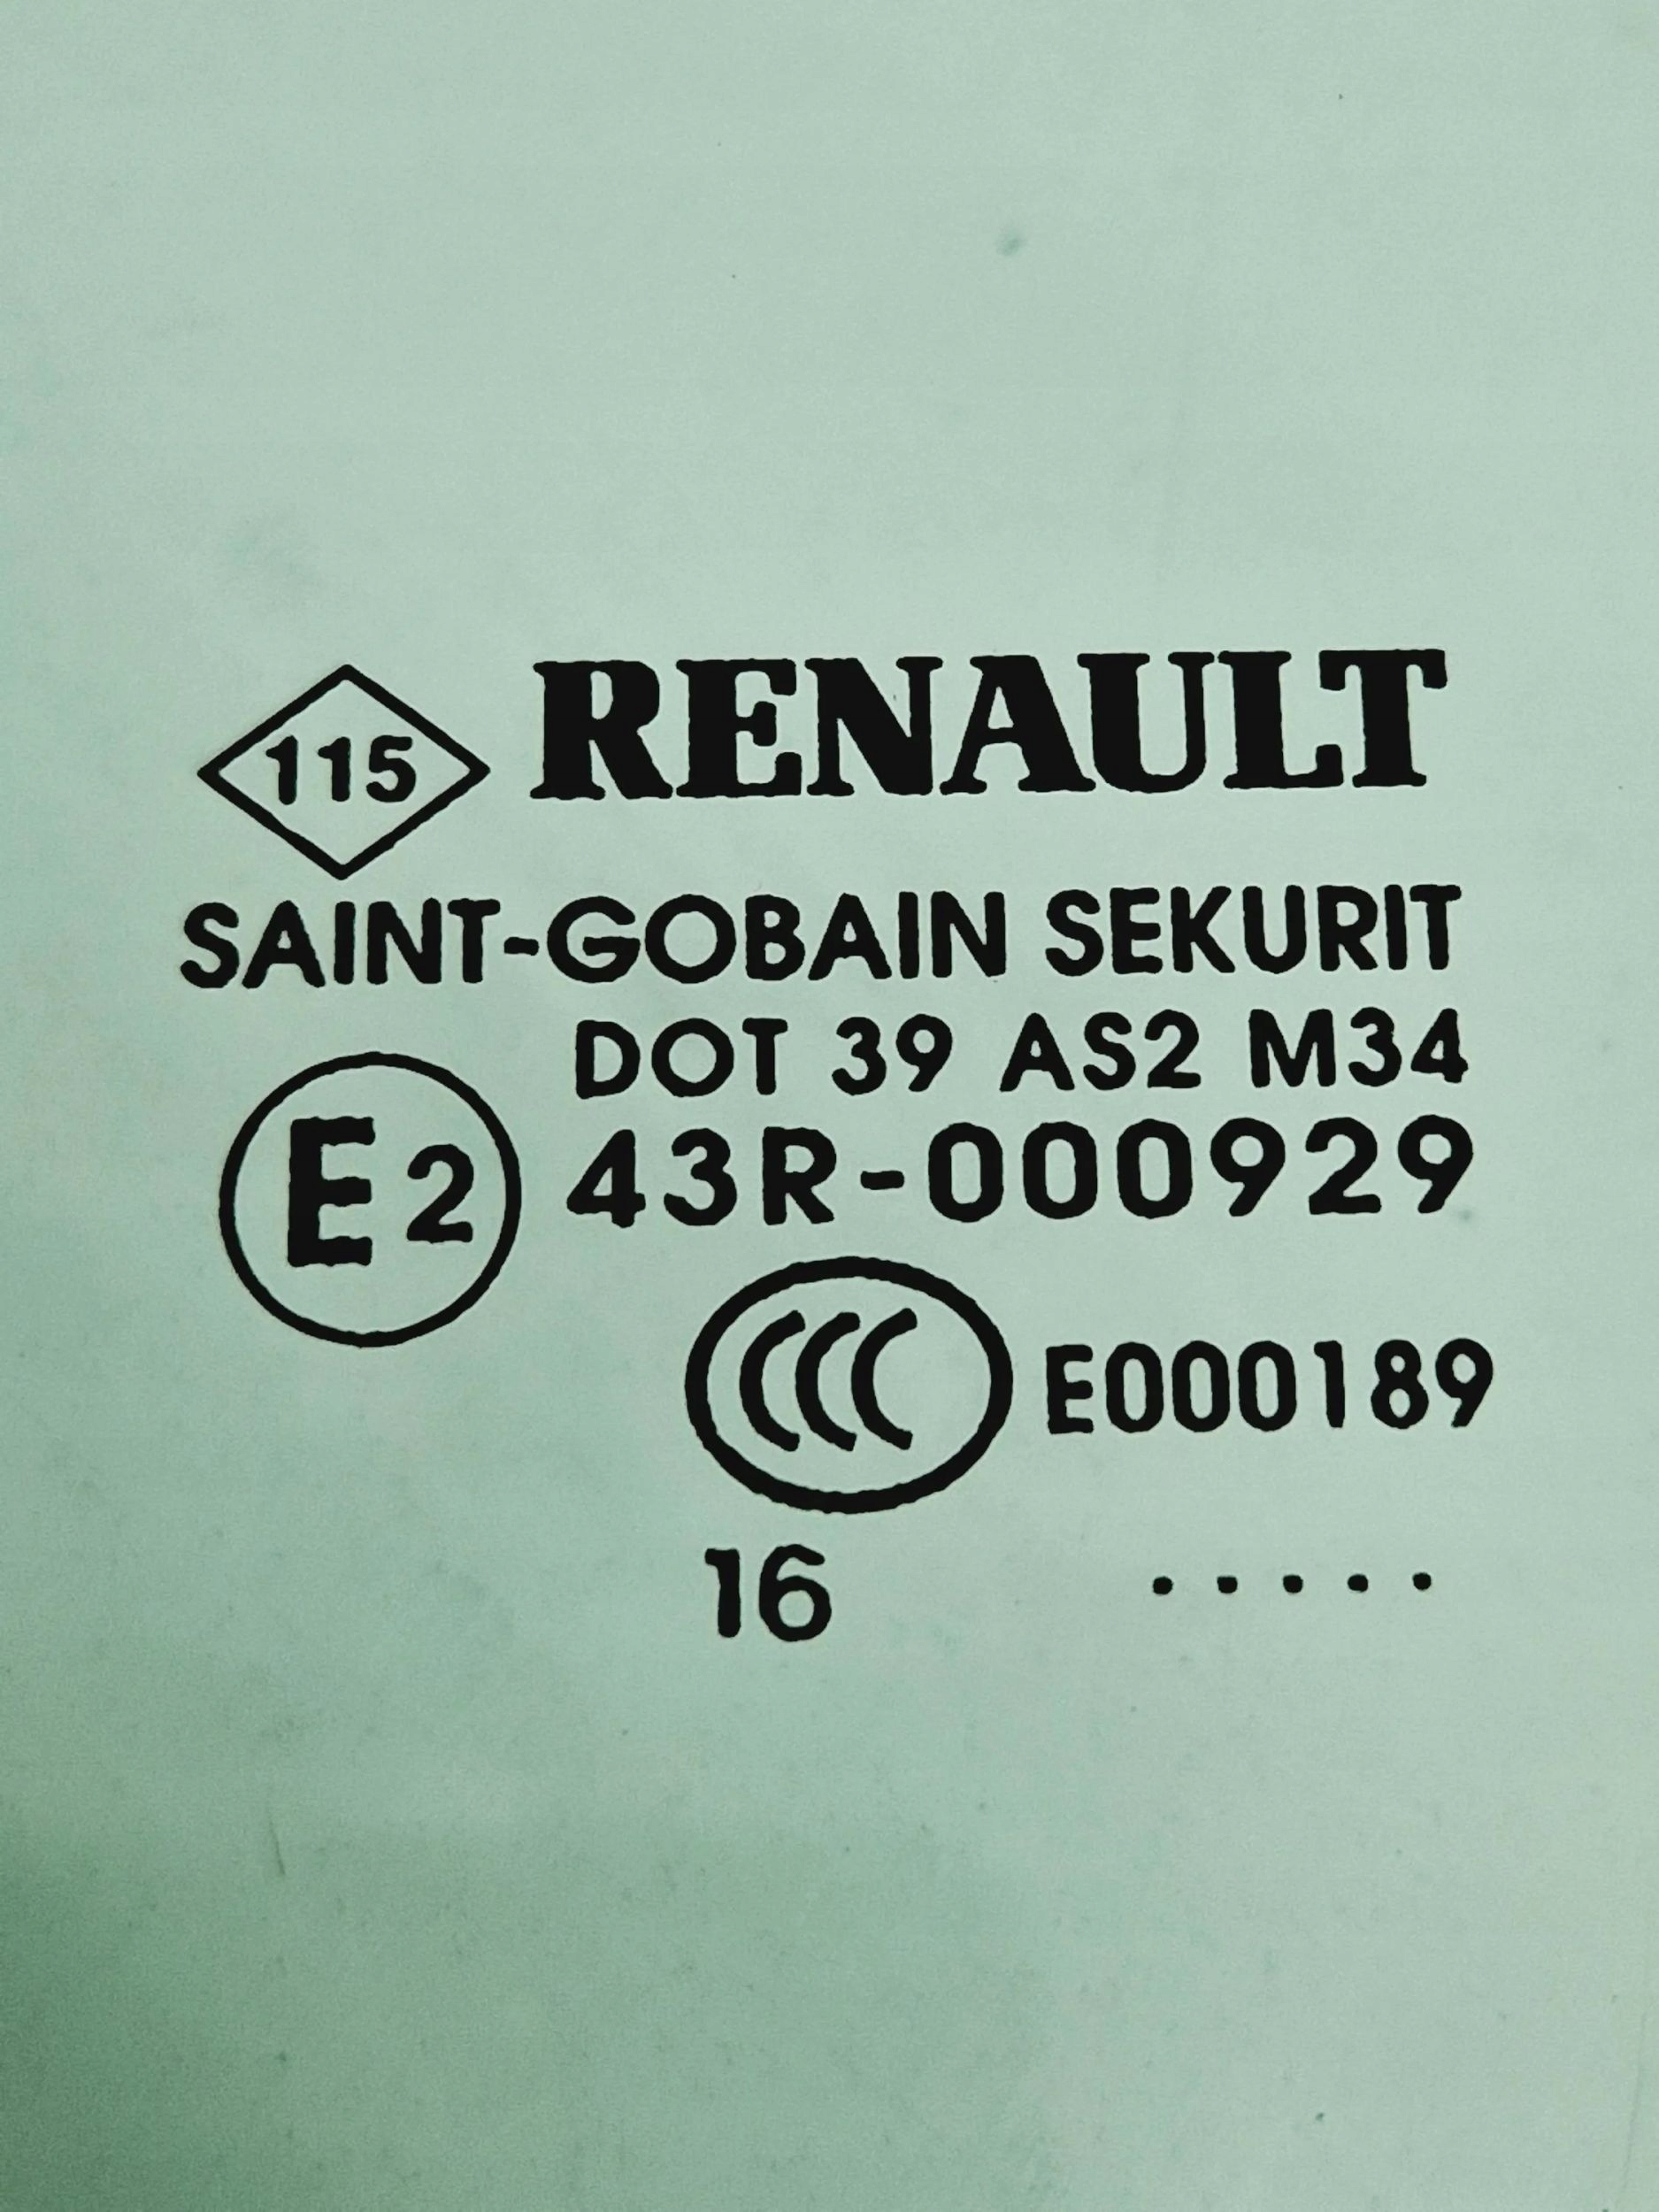 115 RENAULT
SAINT-GOBAIN SEKURIT
DOT 39 AS2 M34
E2 43R-000929
CCC E000189
16 .....